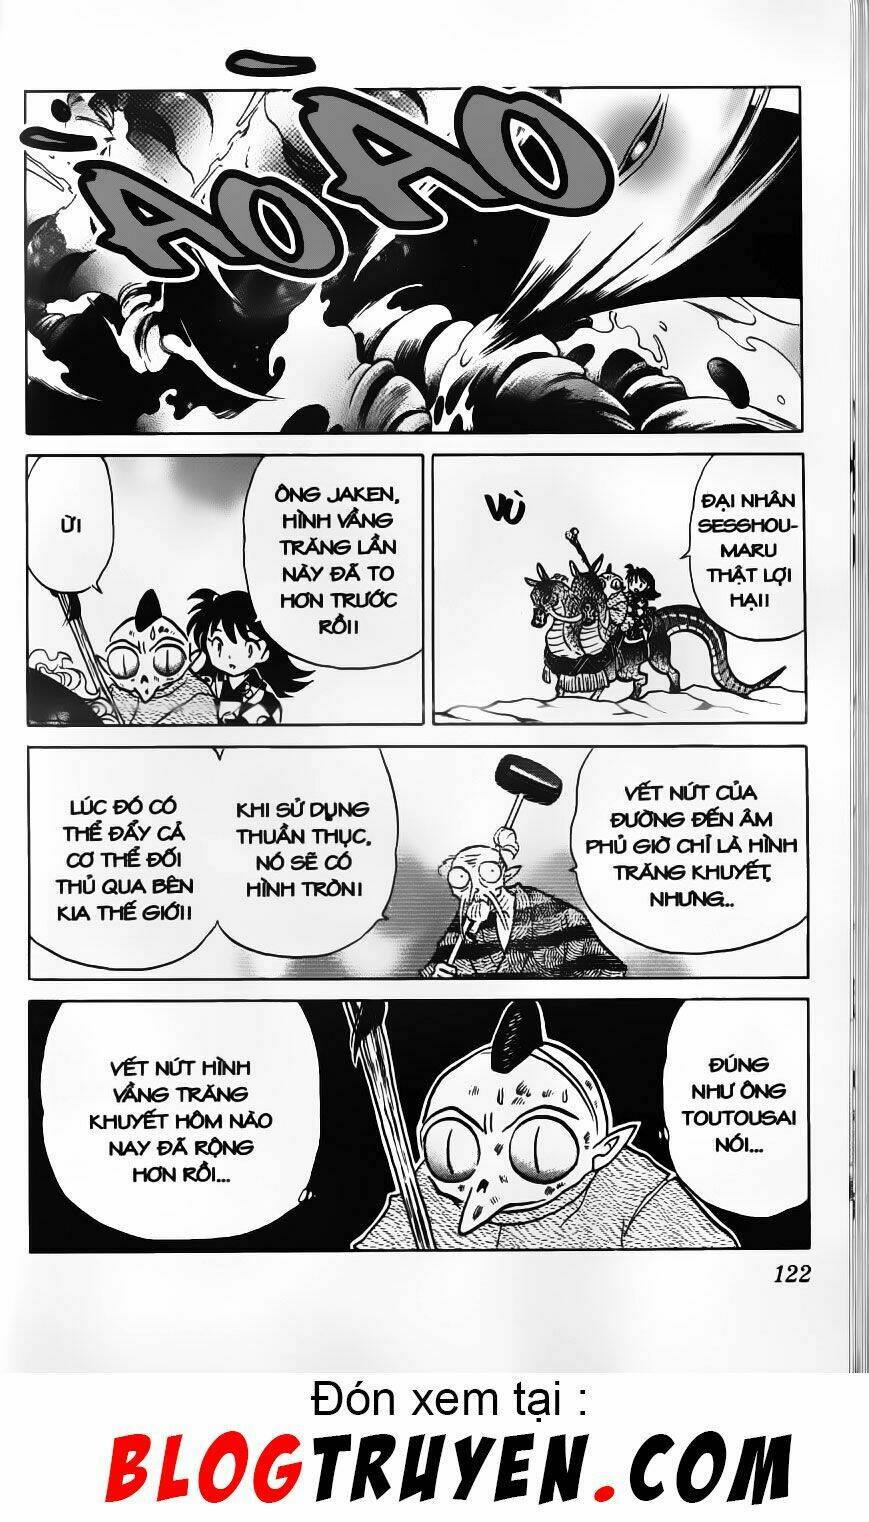 ÀO ÀO
ĐẠI NHÂN
SESSHOU-
MARU
THẬT LỢI
HẠI!
VÙ
ÔNG JAKEN,
HÌNH VẦNG
TRĂNG LẦN
NÀY ĐÃ TO
HƠN TRƯỚC
RỒI!
ỪI
VẾT NỨT CỦA
ĐƯỜNG ĐẾN ÂM
PHỦ GIỜ CHỈ LÀ HÌNH
TRĂNG KHUYẾT,
NHƯNG...
KHI SỬ DỤNG
THUẦN THỤC,
NÓ SẼ CÓ
HÌNH TRÒN!
LÚC ĐÓ CÓ
THỂ ĐẨY CẢ
CƠ THỂ ĐỐI
THỦ QUA BÊN
KIA THẾ GIỚI!
ĐÚNG
NHƯ ÔNG
TOUTOUSAI
NÓI...
VẾT NỨT HÌNH
VẦNG TRĂNG
KHUYẾT HÔM NÀO
NAY ĐÃ RỘNG
HƠN RỒI...
122
Đón xem tại :
BLOGTRUYEN.COM